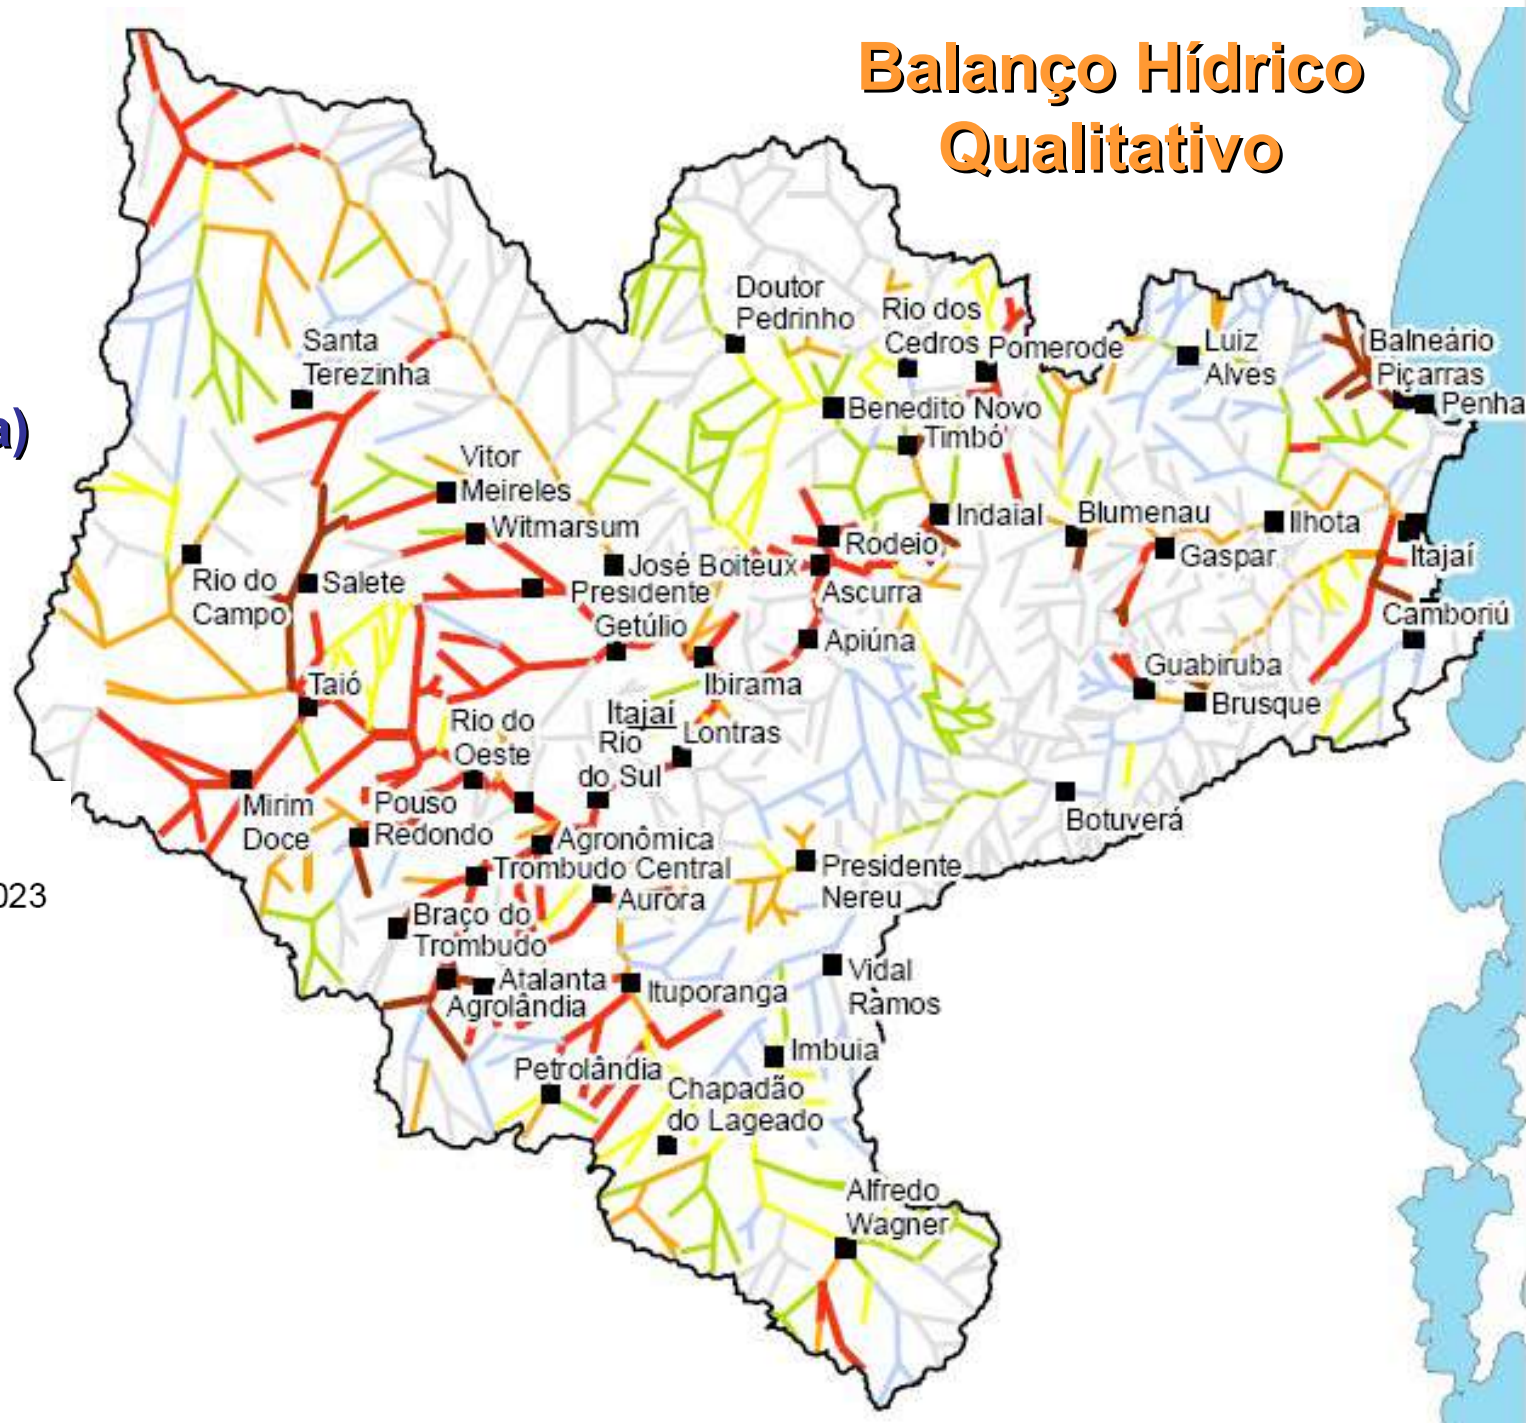 Balanço Hídrico
Qualitativo
Doutor
Pedrinho
Rio dos
Cedros
Pomerode
Luiz
Alves
Balneário
Piçarras
Penha
Santa
Terezinha
a)
Benedito Novo
Timbó
Vitor
Meireles
Witmarsum
Indaial
Blumenau
Ilhota
Rodeio
Gaspar
Itajaí
José Boiteux
Rio do
Campo
Salete
Presidente
Getúlio
Ascurra
Camboriú
Apiúna
Guabiruba
Brusque
Taió
Ibirama
Itajaí
Rio do
Oeste
Rio
do Sul
Lontras
Mirim
Doce
Pouso
Redondo
Botuverá
Agronômica
Trombudo Central
Aurora
Presidente
Nereu
023
Braço do
Trombudo
Atalanta
Agrolândia
Ituporanga
Vidal
Ramos
Imbuia
Petrolândia
Chapadão
do Lageado
Alfredo
Wagner